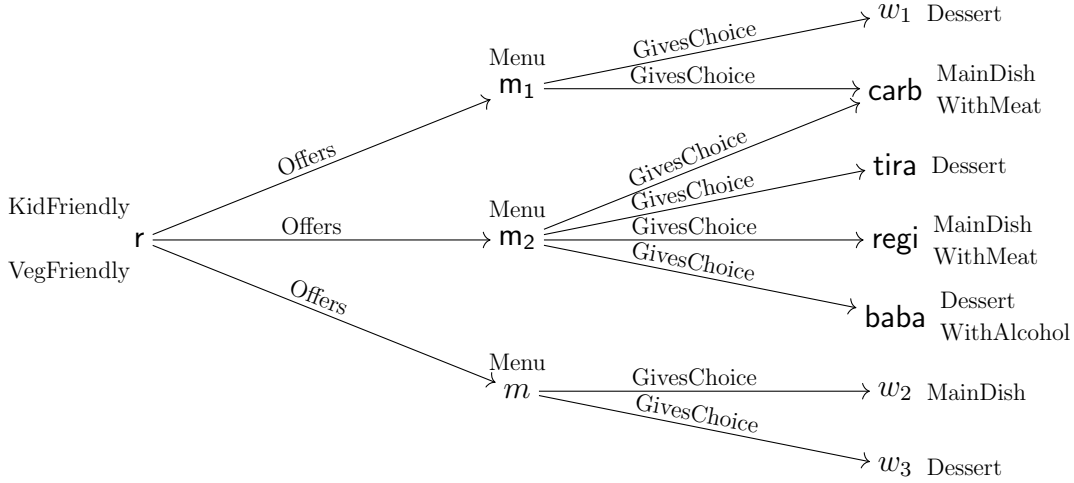 KidFriendly
r
VegFriendly
Offers
Offers
Offers
Menu
m₁
Menu
m₂
Menu
m
GivesChoice
GivesChoice
GivesChoice
GivesChoice
GivesChoice
GivesChoice
GivesChoice
GivesChoice
w₁ Dessert
carb MainDish
WithMeat
tira Dessert
regi MainDish
WithMeat
baba Dessert
WithAlcohol
w₂ MainDish
w₃ Dessert